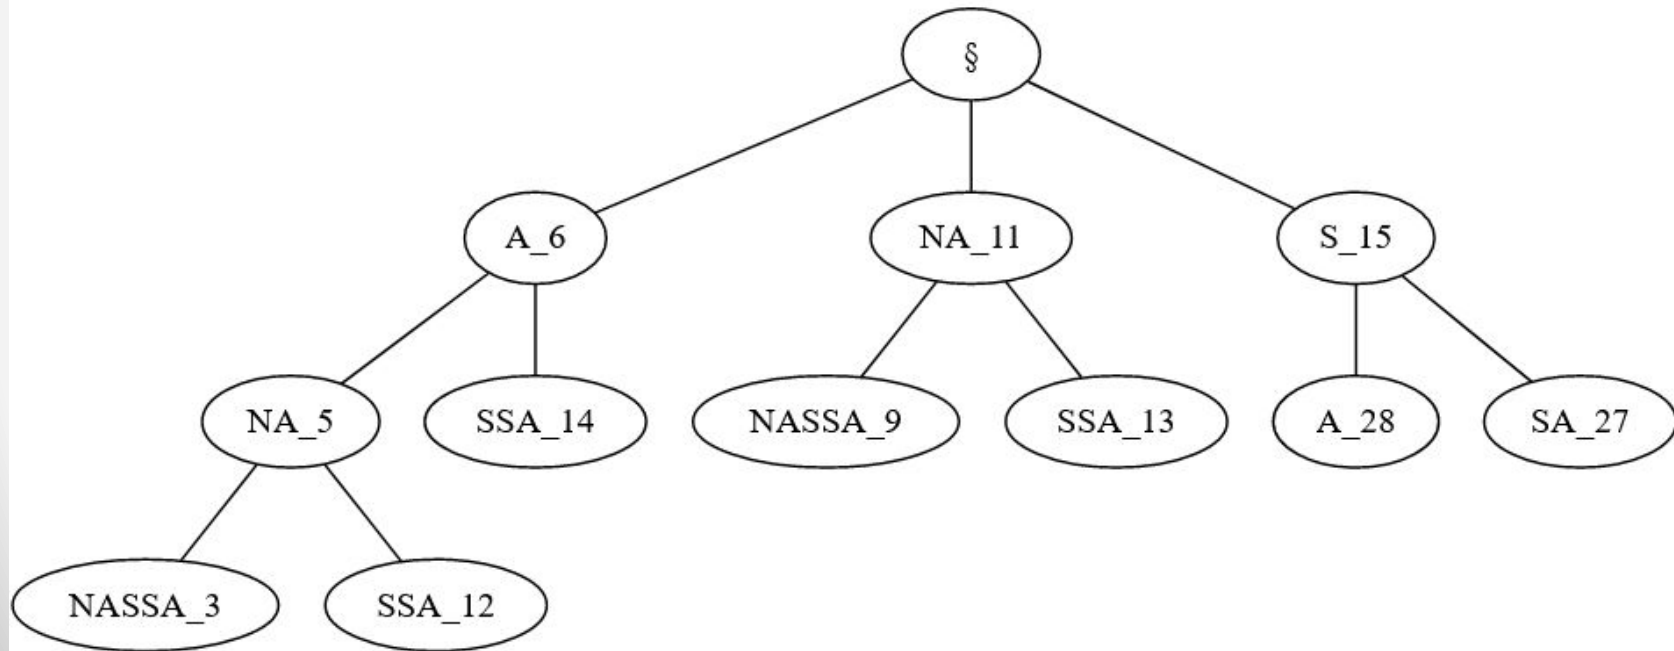 §
A_6 NA_11 S_15
NA_5 SSA_14 NASSA_9 SSA_13 A_28 SA_27
NASSA_3 SSA_12